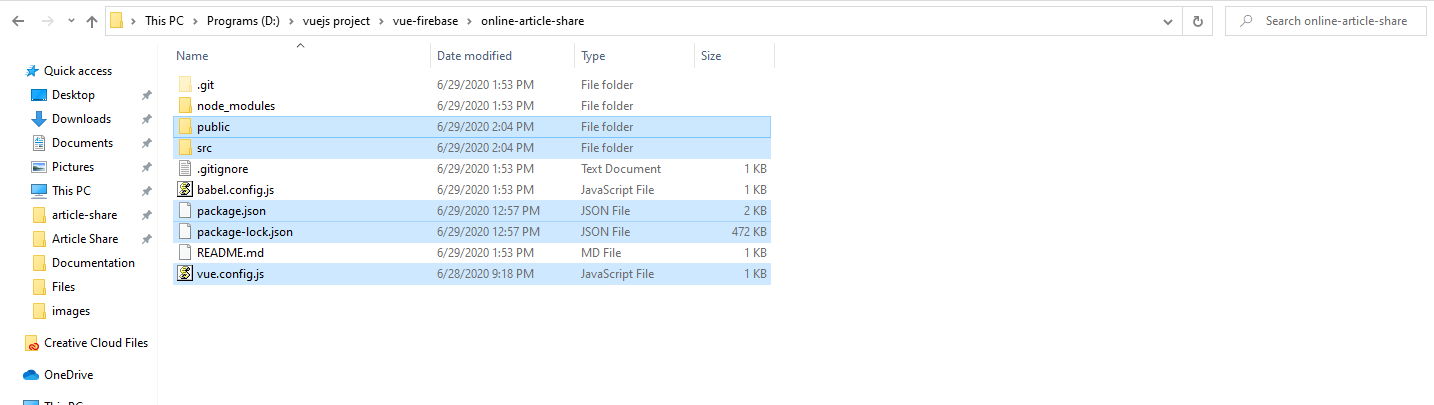 This PC > Programs (D:) > vuejs project > vue-firebase > online-article-share
Search online-article-share
Name Date modified Type Size
Quick access
Desktop
Downloads
Documents
Pictures
This PC
article-share
Article Share
Documentation
Files
images
Creative Cloud Files
OneDrive
This PC
.git 6/29/2020 1:53 PM File folder
node_modules 6/29/2020 1:53 PM File folder
public 6/29/2020 2:04 PM File folder
src 6/29/2020 2:04 PM File folder
.gitignore 6/29/2020 1:53 PM Text Document 1 KB
babel.config.js 6/29/2020 1:53 PM JavaScript File 1 KB
package.json 6/29/2020 12:57 PM JSON File 2 KB
package-lock.json 6/29/2020 12:57 PM JSON File 472 KB
README.md 6/29/2020 1:53 PM MD File 1 KB
vue.config.js 6/28/2020 9:18 PM JavaScript File 1 KB